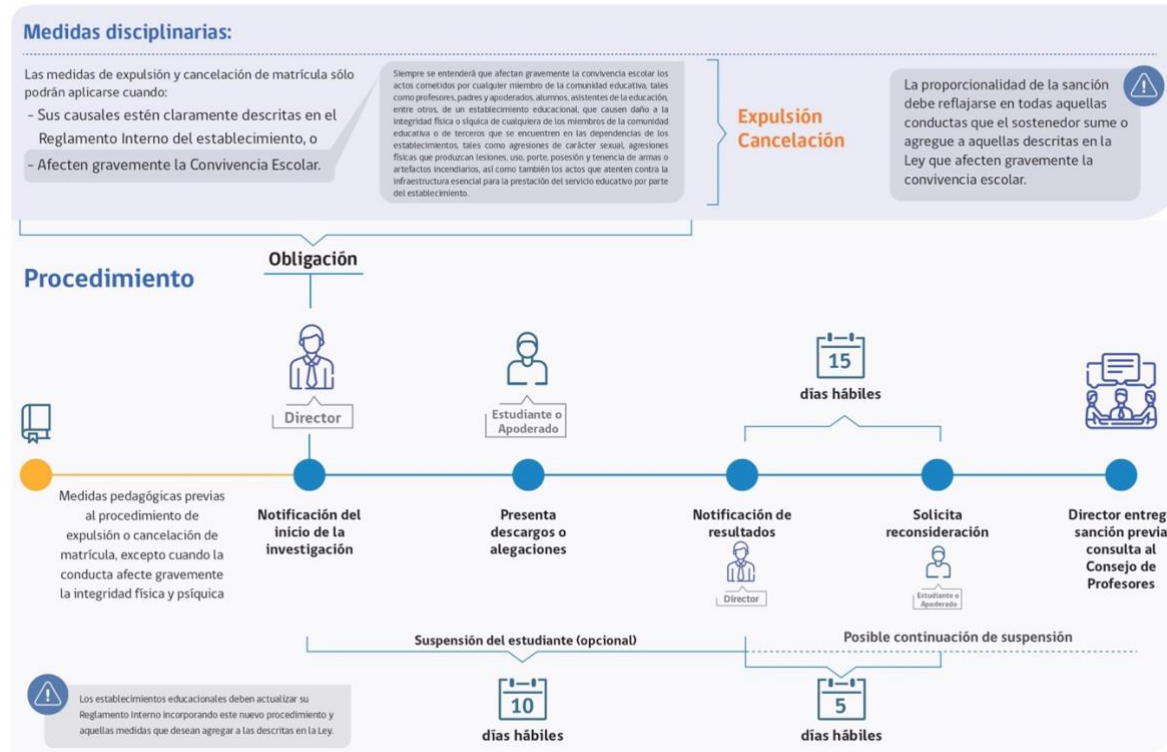 Medidas disciplinarias:
Las medidas de expulsión y cancelación de matrícula sólo
podrán aplicarse cuando:
- Sus causales estén claramente descritas en el
Reglamento Interno del establecimiento, o
- Afecten gravemente la Convivencia Escolar.
Siempre se entenderá que afectan gravemente la convivencia escolar los
actos cometidos por cualquier miembro de la comunidad educativa, tales
como profesores, padres y apoderados, alumnos, asistentes de la educación,
entre otros, de un establecimiento educacional, que causen daño a la
integridad física o síquica de cualquiera de los miembros de la comunidad
educativa o de terceros que se encuentren en las dependencias de los
establecimientos, tales como agresiones de carácter sexual, agresiones
físicas que produzcan lesiones, uso, porte, posesión y tenencia de armas o
artefactos incendiarios, así como también los actos que atenten contra la
infraestructura esencial para la prestación del servicio educativo por parte
del establecimiento.
Expulsión
Cancelación
La proporcionalidad de la sanción
debe reflajarse en todas aquellas
conductas que el sostenedor sume o
agregue a aquellas descritas en la
Ley que afecten gravemente la
convivencia escolar.
Procedimiento
Obligación
Director
Estudiante o
Apoderado
15
días hábiles
Medidas pedagógicas previas
al procedimiento de
expulsión o cancelación de
matrícula, excepto cuando la
conducta afecte gravemente
la integridad física y psíquica
Notificación del
inicio de la
investigación
Presenta
descargos o
alegaciones
Notificación de
resultados
Director
Solicita
reconsideración
Estudiante o
Apoderado
Director entreg
sanción previa
consulta al
Consejo de
Profesores
Suspensión del estudiante (opcional)
Posible continuación de suspensión
10
días hábiles
5
días hábiles
Los establecimientos educacionales deben actualizar su
Reglamento Interno incorporando este nuevo procedimiento y
aquellas medidas que desean agregar a las descritas en la Ley.